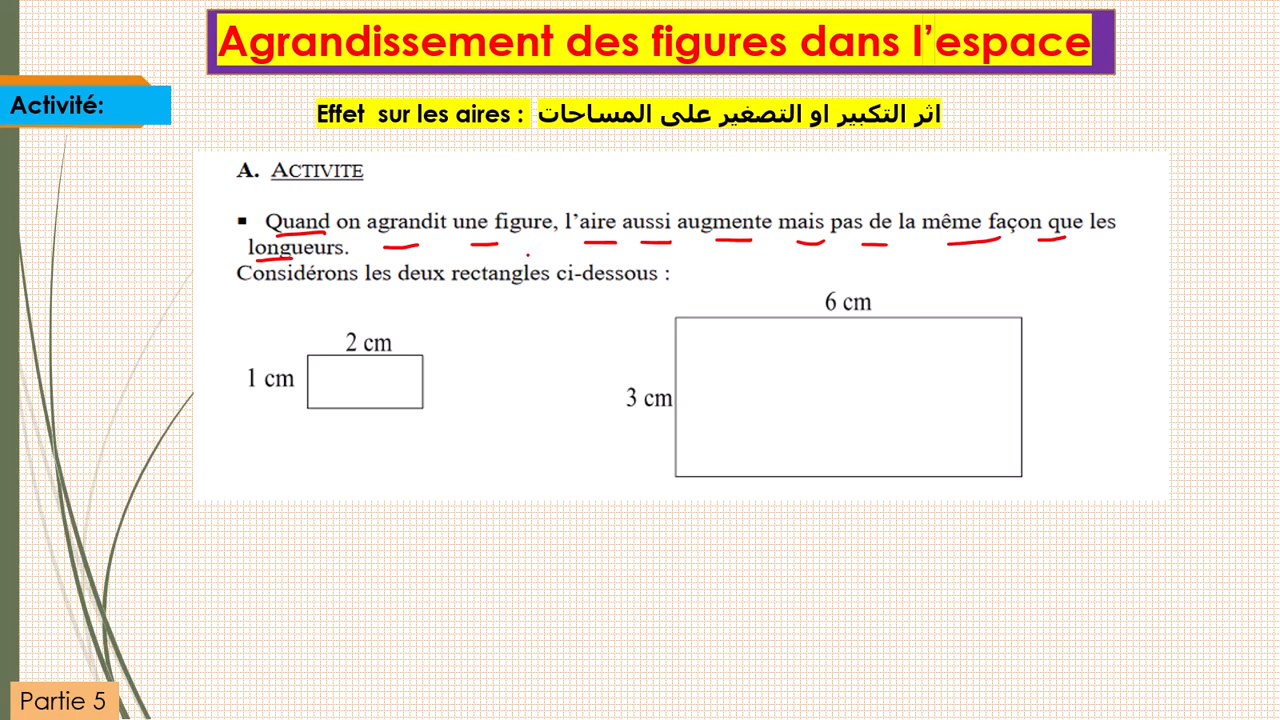 Agrandissement des figures dans l’espace
Activité:
Effet sur les aires : اثر التكبير او التصغير على المساحات
A. ACTIVITE
▪ Quand on agrandit une figure, l’aire aussi augmente mais pas de la même façon que les
longueurs.
Considérons les deux rectangles ci-dessous :
6 cm
2 cm
1 cm
3 cm
Partie 5